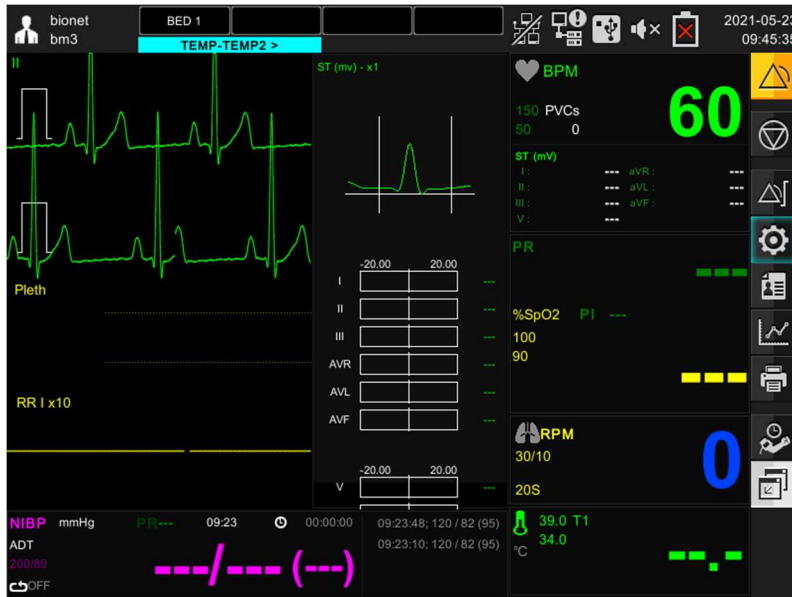 bionet
bm3
BED 1
TEMP-TEMP2 >
2021-05-23
09:45:35
II
ST (mv) - x1
BPM
150 PVCs
50 0
60
ST (mV)
I : --- aVR : ---
II : --- aVL : ---
III : --- aVF : ---
V : ---
PR
---
Pleth
%SpO2 PI ---
100
90
---
-20.00 20.00
I ---
II ---
III ---
AVR ---
AVL ---
AVF ---
-20.00 20.00
V ---
RR I x10
RPM
30/10
20S
0
NIBP mmHg PR--- 09:23 00:00:00
ADT
200/80
OFF
---/--- (---)
09:23:48; 120 / 82 (95)
09:23:10; 120 / 82 (95)
39.0 T1
34.0
°C
--.-